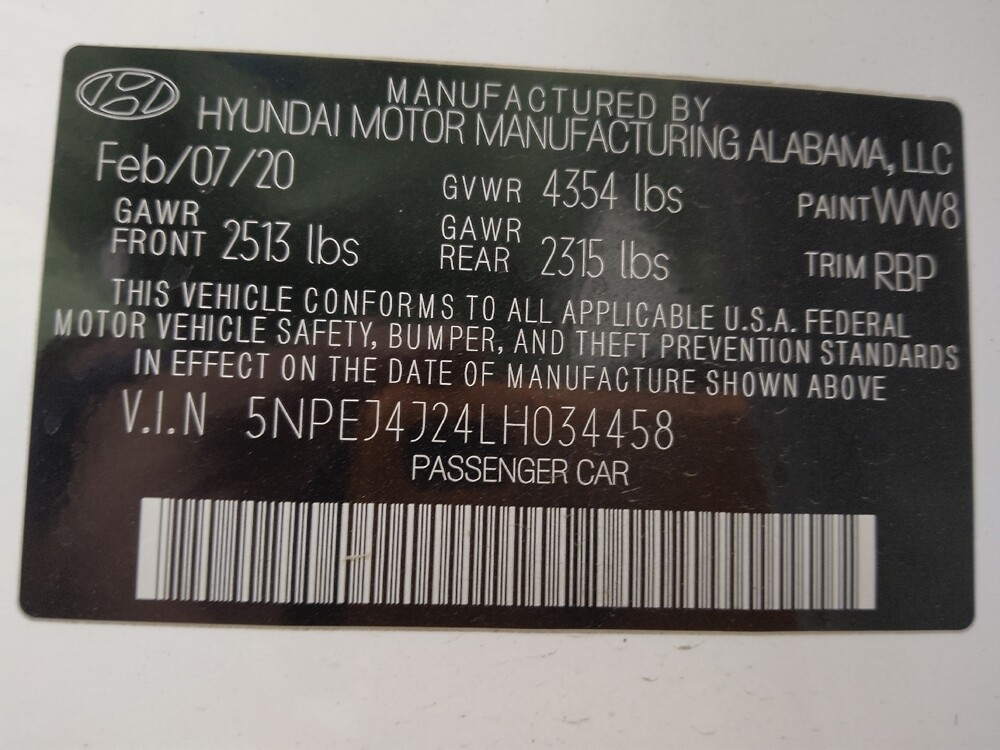 MANUFACTURED BY
HYUNDAI MOTOR MANUFACTURING ALABAMA, LLC
Feb/07/20 GVWR 4354 lbs PAINT WW8
GAWR FRONT 2513 lbs GAWR REAR 2315 lbs TRIM RBP
THIS VEHICLE CONFORMS TO ALL APPLICABLE U.S.A. FEDERAL
MOTOR VEHICLE SAFETY, BUMPER, AND THEFT PREVENTION STANDARDS
IN EFFECT ON THE DATE OF MANUFACTURE SHOWN ABOVE
V.I.N 5NPEJ4J24LH034458
PASSENGER CAR